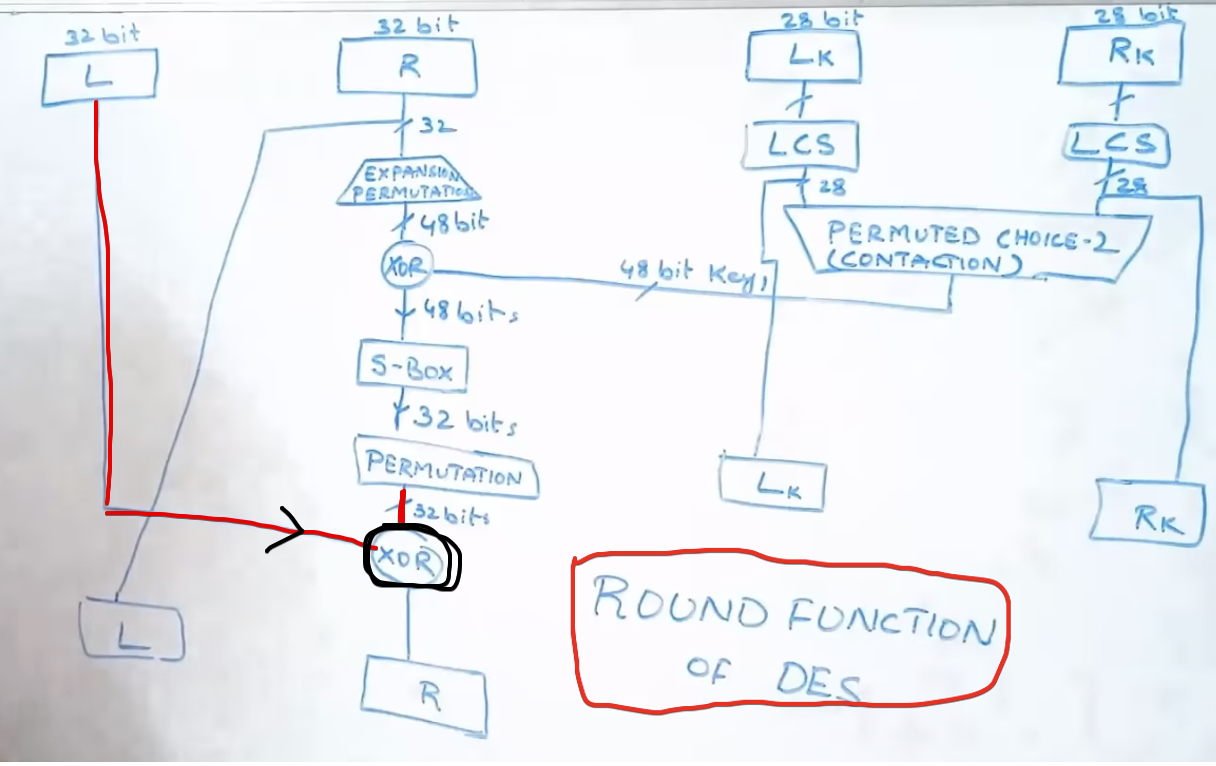 32 bit
L
32 bit
R
28 bit
LK
28 bit
RK
32
EXPANSION
PERMUTATION
48 bit
XOR
48 bits
S-BOX
32 bits
PERMUTATION
32 bits
XOR
L
R
LCS
28
LCS
28
PERMUTED CHOICE-2
(CONTACTION)
48 bit Key,
LK
RK
ROUND FUNCTION
OF DES